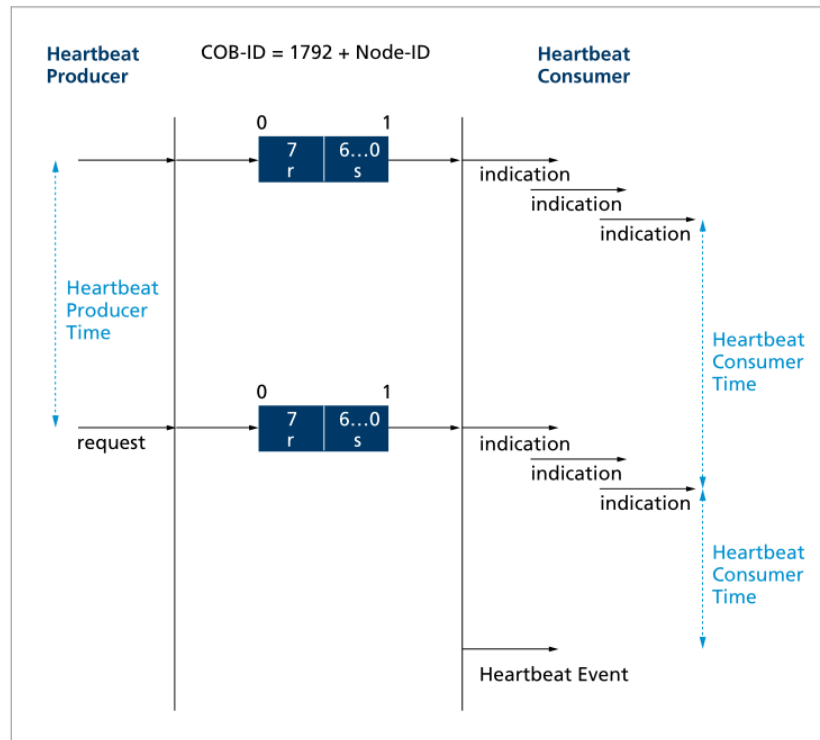 Heartbeat
Producer
COB-ID = 1792 + Node-ID
Heartbeat
Consumer
0 1
7 6...0
r s
indication
indication
indication
Heartbeat
Producer
Time
Heartbeat
Consumer
Time
0 1
7 6...0
r s
request
indication
indication
indication
Heartbeat
Consumer
Time
Heartbeat Event